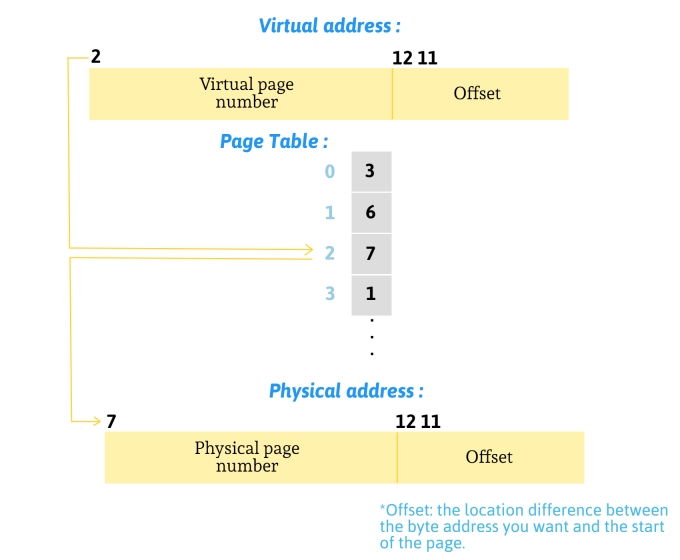 Virtual address :
2 12 11
Virtual page
number
Offset
Page Table :
0 3
1 6
2 7
3 1
.
.
.
Physical address :
7 12 11
Physical page
number
Offset
*Offset: the location difference between
the byte address you want and the start
of the page.